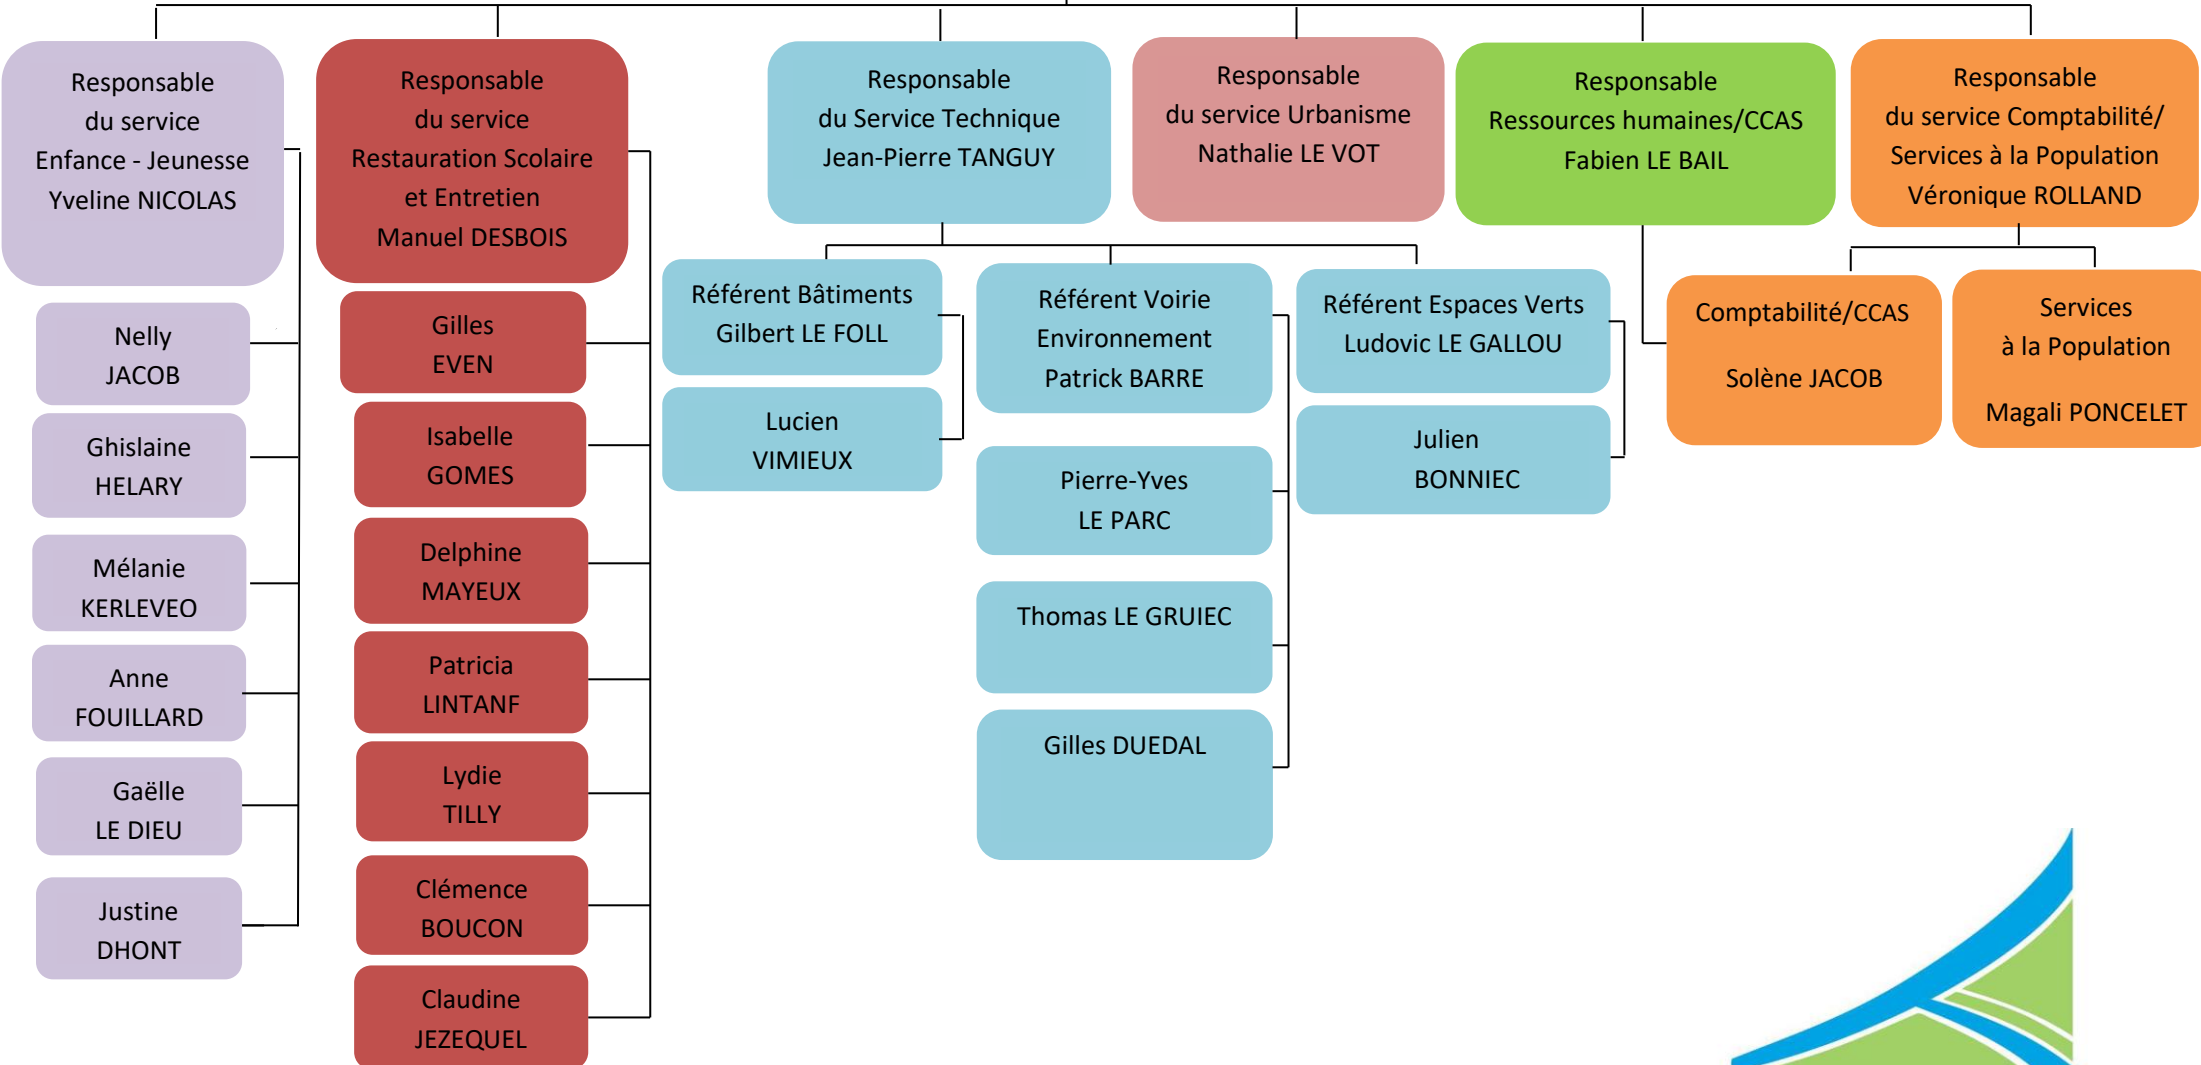 Responsable
du service
Enfance - Jeunesse
Yveline NICOLAS
Nelly
JACOB
Ghislaine
HELARY
Mélanie
KERLEVEO
Anne
FOUILLARD
Gaëlle
LE DIEU
Justine
DHONT
Responsable
du service
Restauration Scolaire
et Entretien
Manuel DESBOIS
Gilles
EVEN
Isabelle
GOMES
Delphine
MAYEUX
Patricia
LINTANF
Lydie
TILLY
Clémence
BOUCON
Claudine
JEZEQUEL
Responsable
du Service Technique
Jean-Pierre TANGUY
Référent Bâtiments
Gilbert LE FOLL
Lucien
VIMIEUX
Référent Voirie
Environnement
Patrick BARRE
Pierre-Yves
LE PARC
Thomas LE GRUIEC
Gilles DUEDAL
Référent Espaces Verts
Ludovic LE GALLOU
Julien
BONNIEC
Responsable
du service Urbanisme
Nathalie LE VOT
Responsable
Ressources humaines/CCAS
Fabien LE BAIL
Responsable
du service Comptabilité/
Services à la Population
Véronique ROLLAND
Comptabilité/CCAS
Solène JACOB
Services
à la Population
Magali PONCELET